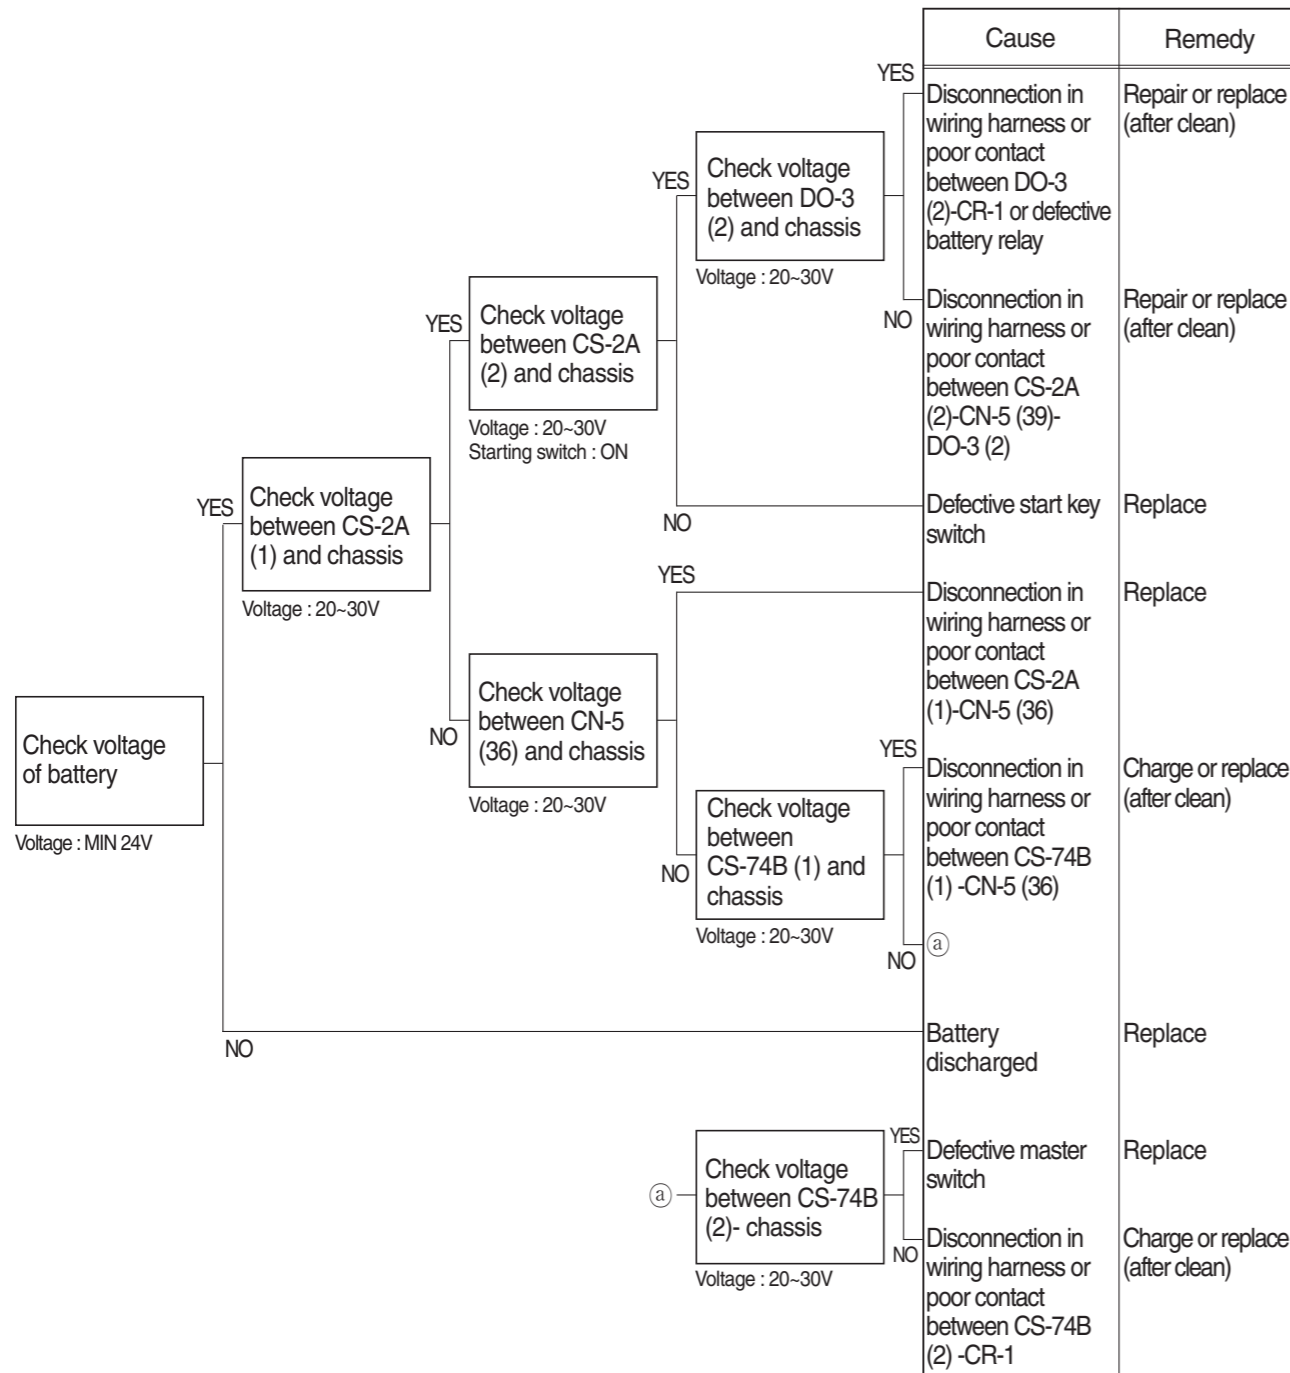 Cause
Remedy
YES
Disconnection in
wiring harness or
poor contact
between DO-3
(2)-CR-1 or defective
battery relay
Repair or replace
(after clean)
YES
Check voltage
between DO-3
(2) and chassis
Voltage : 20~30V
NO
Disconnection in
wiring harness or
poor contact
between CS-2A
(2)-CN-5 (39)-
DO-3 (2)
Repair or replace
(after clean)
YES
Check voltage
between CS-2A
(2) and chassis
Voltage : 20~30V
Starting switch : ON
NO
Defective start key
switch
Replace
YES
Check voltage
between CS-2A
(1) and chassis
Voltage : 20~30V
YES
Disconnection in
wiring harness or
poor contact
between CS-2A
(1)-CN-5 (36)
Replace
NO
Check voltage
between CN-5
(36) and chassis
Voltage : 20~30V
Check voltage
of battery
Voltage : MIN 24V
YES
Disconnection in
wiring harness or
poor contact
between CS-74B
(1) -CN-5 (36)
Charge or replace
(after clean)
NO
Check voltage
between
CS-74B (1) and
chassis
Voltage : 20~30V
NO
ⓐ
NO
Battery
discharged
Replace
ⓐ
Check voltage
between CS-74B
(2)- chassis
Voltage : 20~30V
YES
Defective master
switch
Replace
NO
Disconnection in
wiring harness or
poor contact
between CS-74B
(2) -CR-1
Charge or replace
(after clean)